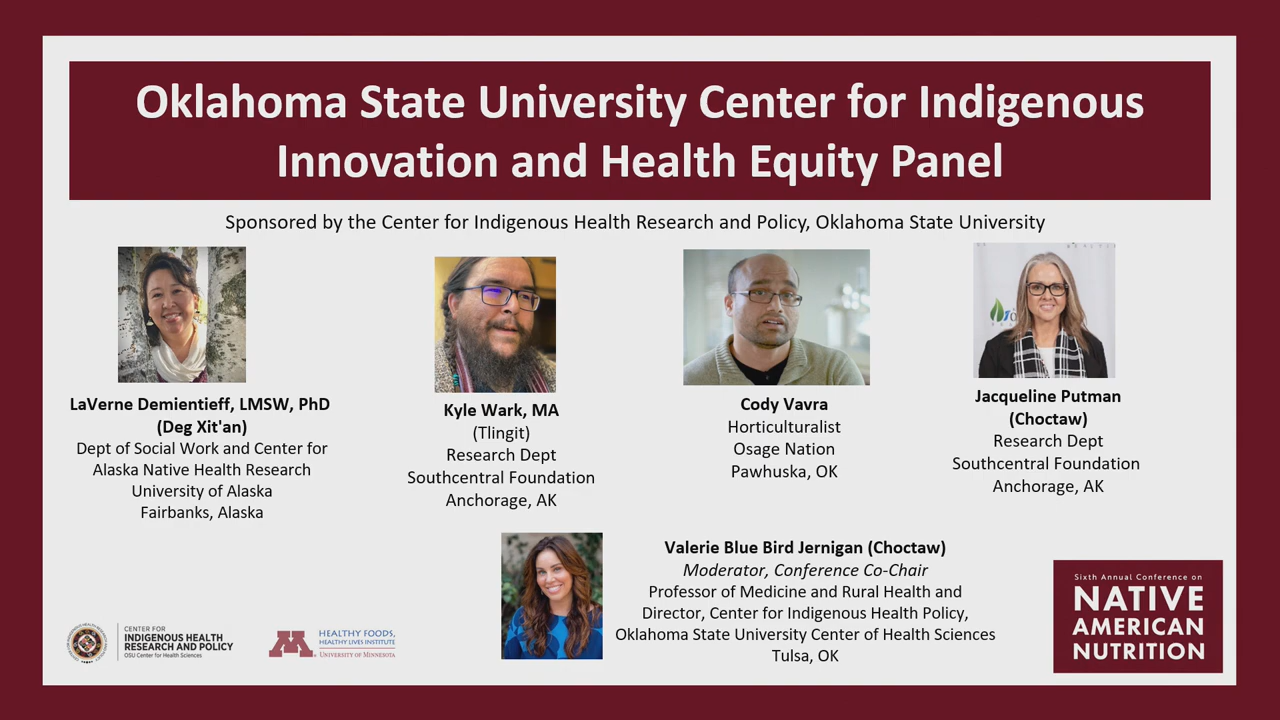 Oklahoma State University Center for Indigenous
Innovation and Health Equity Panel
Sponsored by the Center for Indigenous Health Research and Policy, Oklahoma State University
LaVerne Demientieff, LMSW, PhD
(Deg Xit'an)
Dept of Social Work and Center for
Alaska Native Health Research
University of Alaska
Fairbanks, Alaska
Kyle Wark, MA
(Tlingit)
Research Dept
Southcentral Foundation
Anchorage, AK
Cody Vavra
Horticulturalist
Osage Nation
Pawhuska, OK
Jacqueline Putman
(Choctaw)
Research Dept
Southcentral Foundation
Anchorage, AK
Valerie Blue Bird Jernigan (Choctaw)
Moderator, Conference Co-Chair
Professor of Medicine and Rural Health and
Director, Center for Indigenous Health Policy,
Oklahoma State University Center of Health Sciences
Tulsa, OK
CENTER FOR
INDIGENOUS HEALTH
RESEARCH AND POLICY
OSU Center for Health Sciences
HEALTHY FOODS,
HEALTHY LIVES INSTITUTE
UNIVERSITY OF MINNESOTA
Sixth Annual Conference on
NATIVE
AMERICAN
NUTRITION